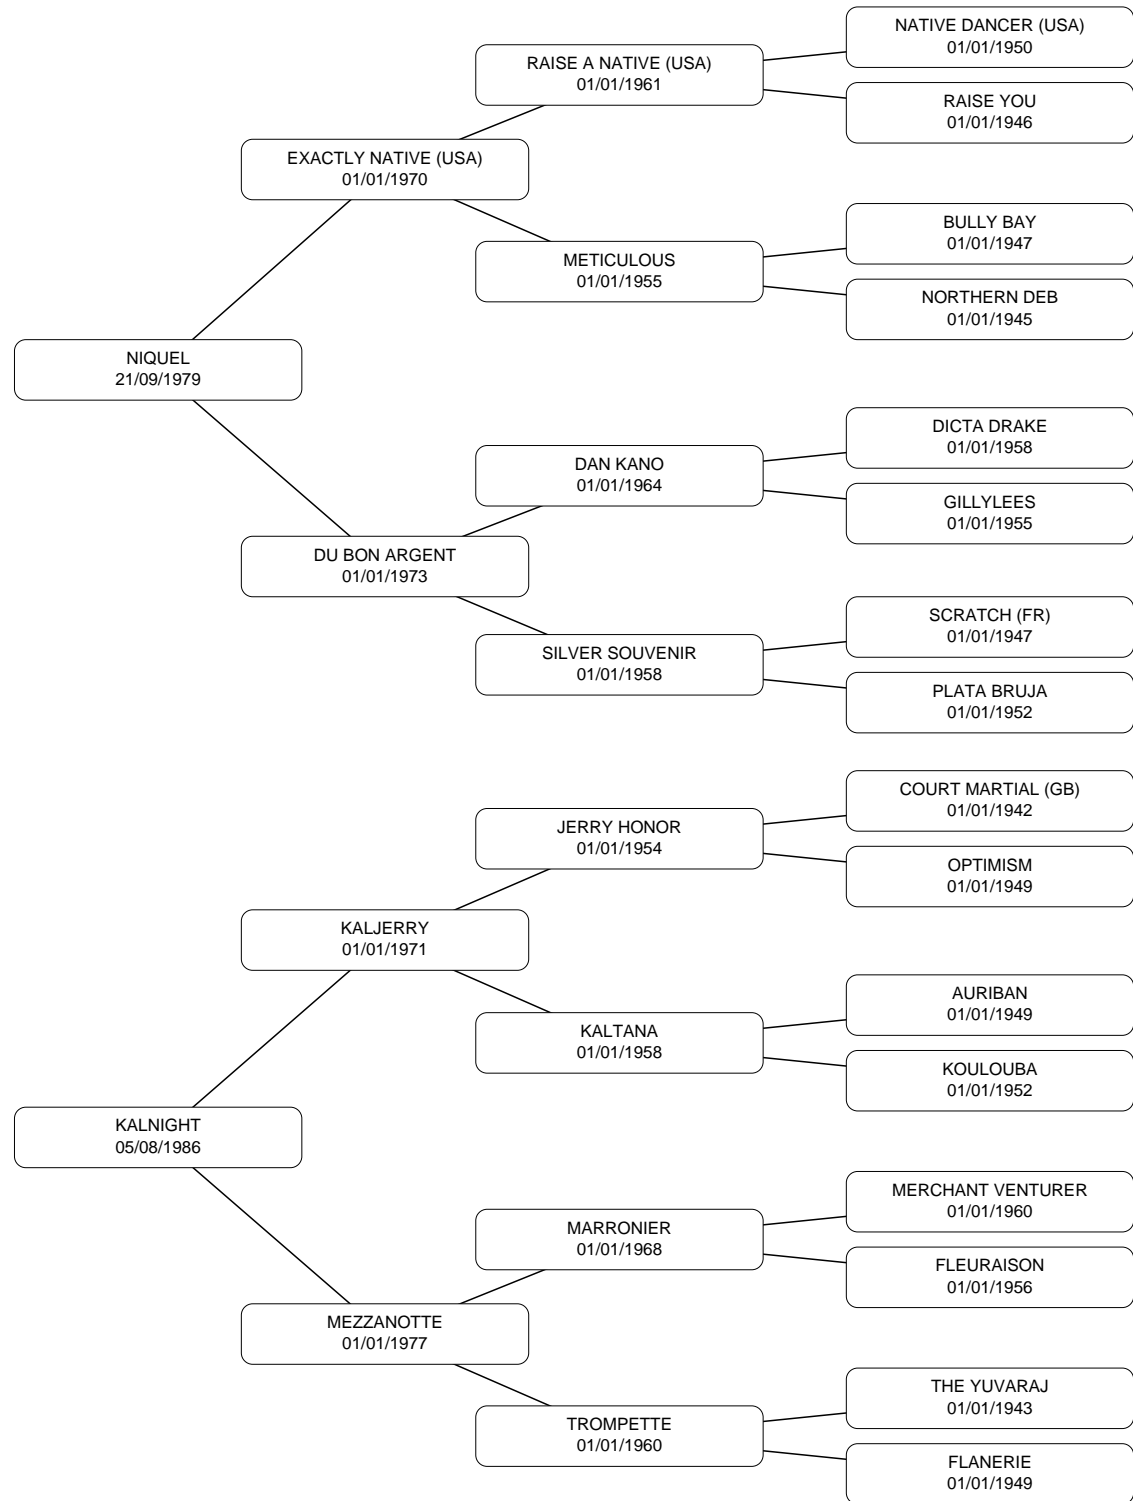 NATIVE DANCER (USA)
01/01/1950
RAISE A NATIVE (USA)
01/01/1961
RAISE YOU
01/01/1946
EXACTLY NATIVE (USA)
01/01/1970
BULLY BAY
01/01/1947
METICULOUS
01/01/1955
NORTHERN DEB
01/01/1945
NIQUEL
21/09/1979
DICTA DRAKE
01/01/1958
DAN KANO
01/01/1964
GILLYLEES
01/01/1955
DU BON ARGENT
01/01/1973
SCRATCH (FR)
01/01/1947
SILVER SOUVENIR
01/01/1958
PLATA BRUJA
01/01/1952
COURT MARTIAL (GB)
01/01/1942
JERRY HONOR
01/01/1954
OPTIMISM
01/01/1949
KALJERRY
01/01/1971
AURIBAN
01/01/1949
KALTANA
01/01/1958
KOULOUBA
01/01/1952
KALNIGHT
05/08/1986
MERCHANT VENTURER
01/01/1960
MARRONIER
01/01/1968
FLEURAISON
01/01/1956
MEZZANOTTE
01/01/1977
THE YUVARAJ
01/01/1943
TROMPETTE
01/01/1960
FLANERIE
01/01/1949